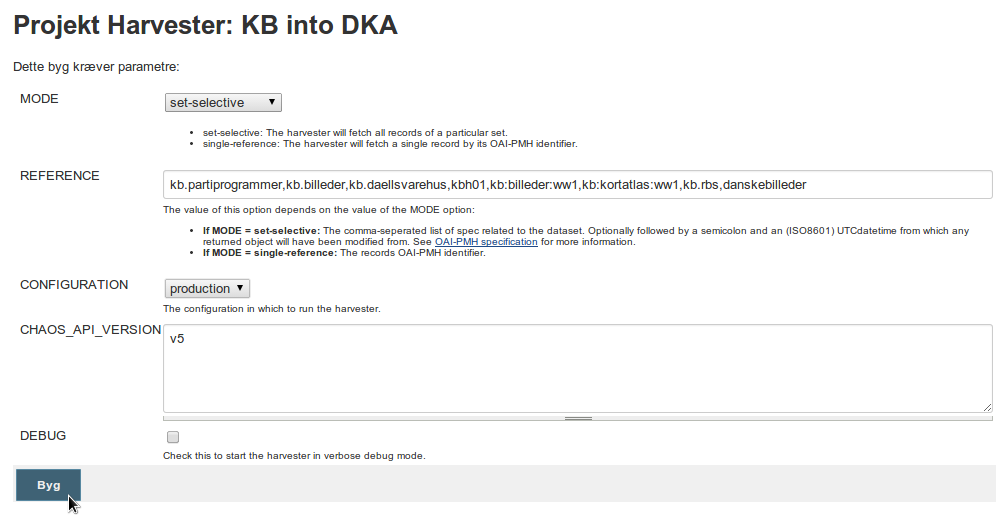 Projekt Harvester: KB into DKA
Dette byg kræver parametre:
MODE
set-selective
set-selective: The harvester will fetch all records of a particular set.
single-reference: The harvester will fetch a single record by its OAI-PMH identifier.
REFERENCE
kb.partiprogrammer,kb.billeder,kb.daellsvarehus,kbh01,kb:billeder:ww1,kb:kortatlas:ww1,kb.rbs,danskebilleder
The value of this option depends on the value of the MODE option:
If MODE = set-selective: The comma-seperated list of spec related to the dataset. Optionally followed by a semicolon and an (ISO8601) UTCdatetime from which any
returned object will have been modified from. See OAI-PMH specification for more information.
If MODE = single-reference: The records OAI-PMH identifier.
CONFIGURATION
production
The configuration in which to run the harvester.
CHAOS_API_VERSION
v5
DEBUG
Check this to start the harvester in verbose debug mode.
Byg